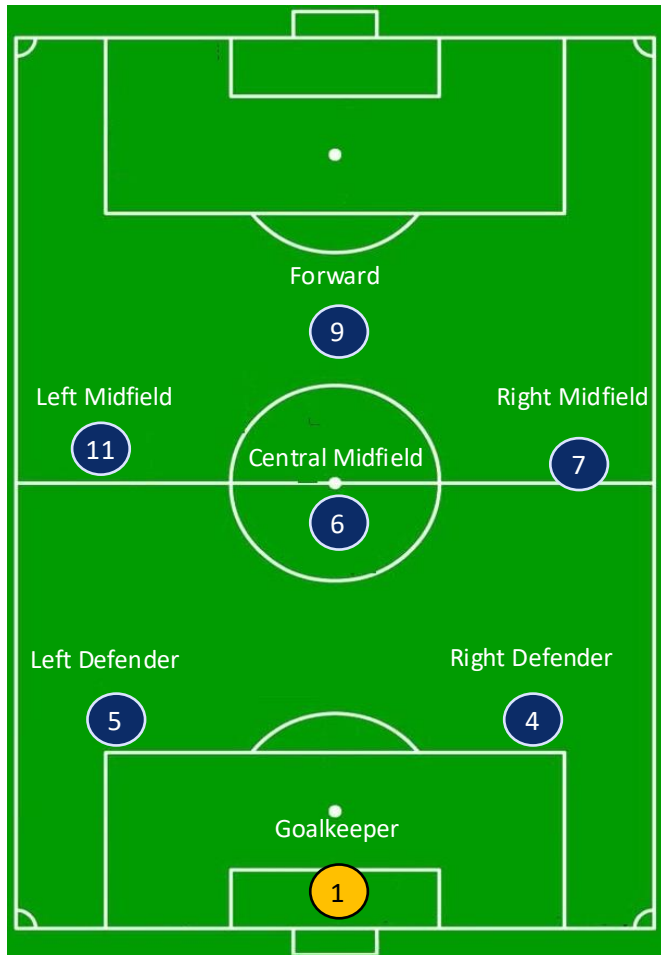 Forward
9
Left Midfield
Right Midfield
11
Central Midfield
7
6
Left Defender
Right Defender
5
4
Goalkeeper
1